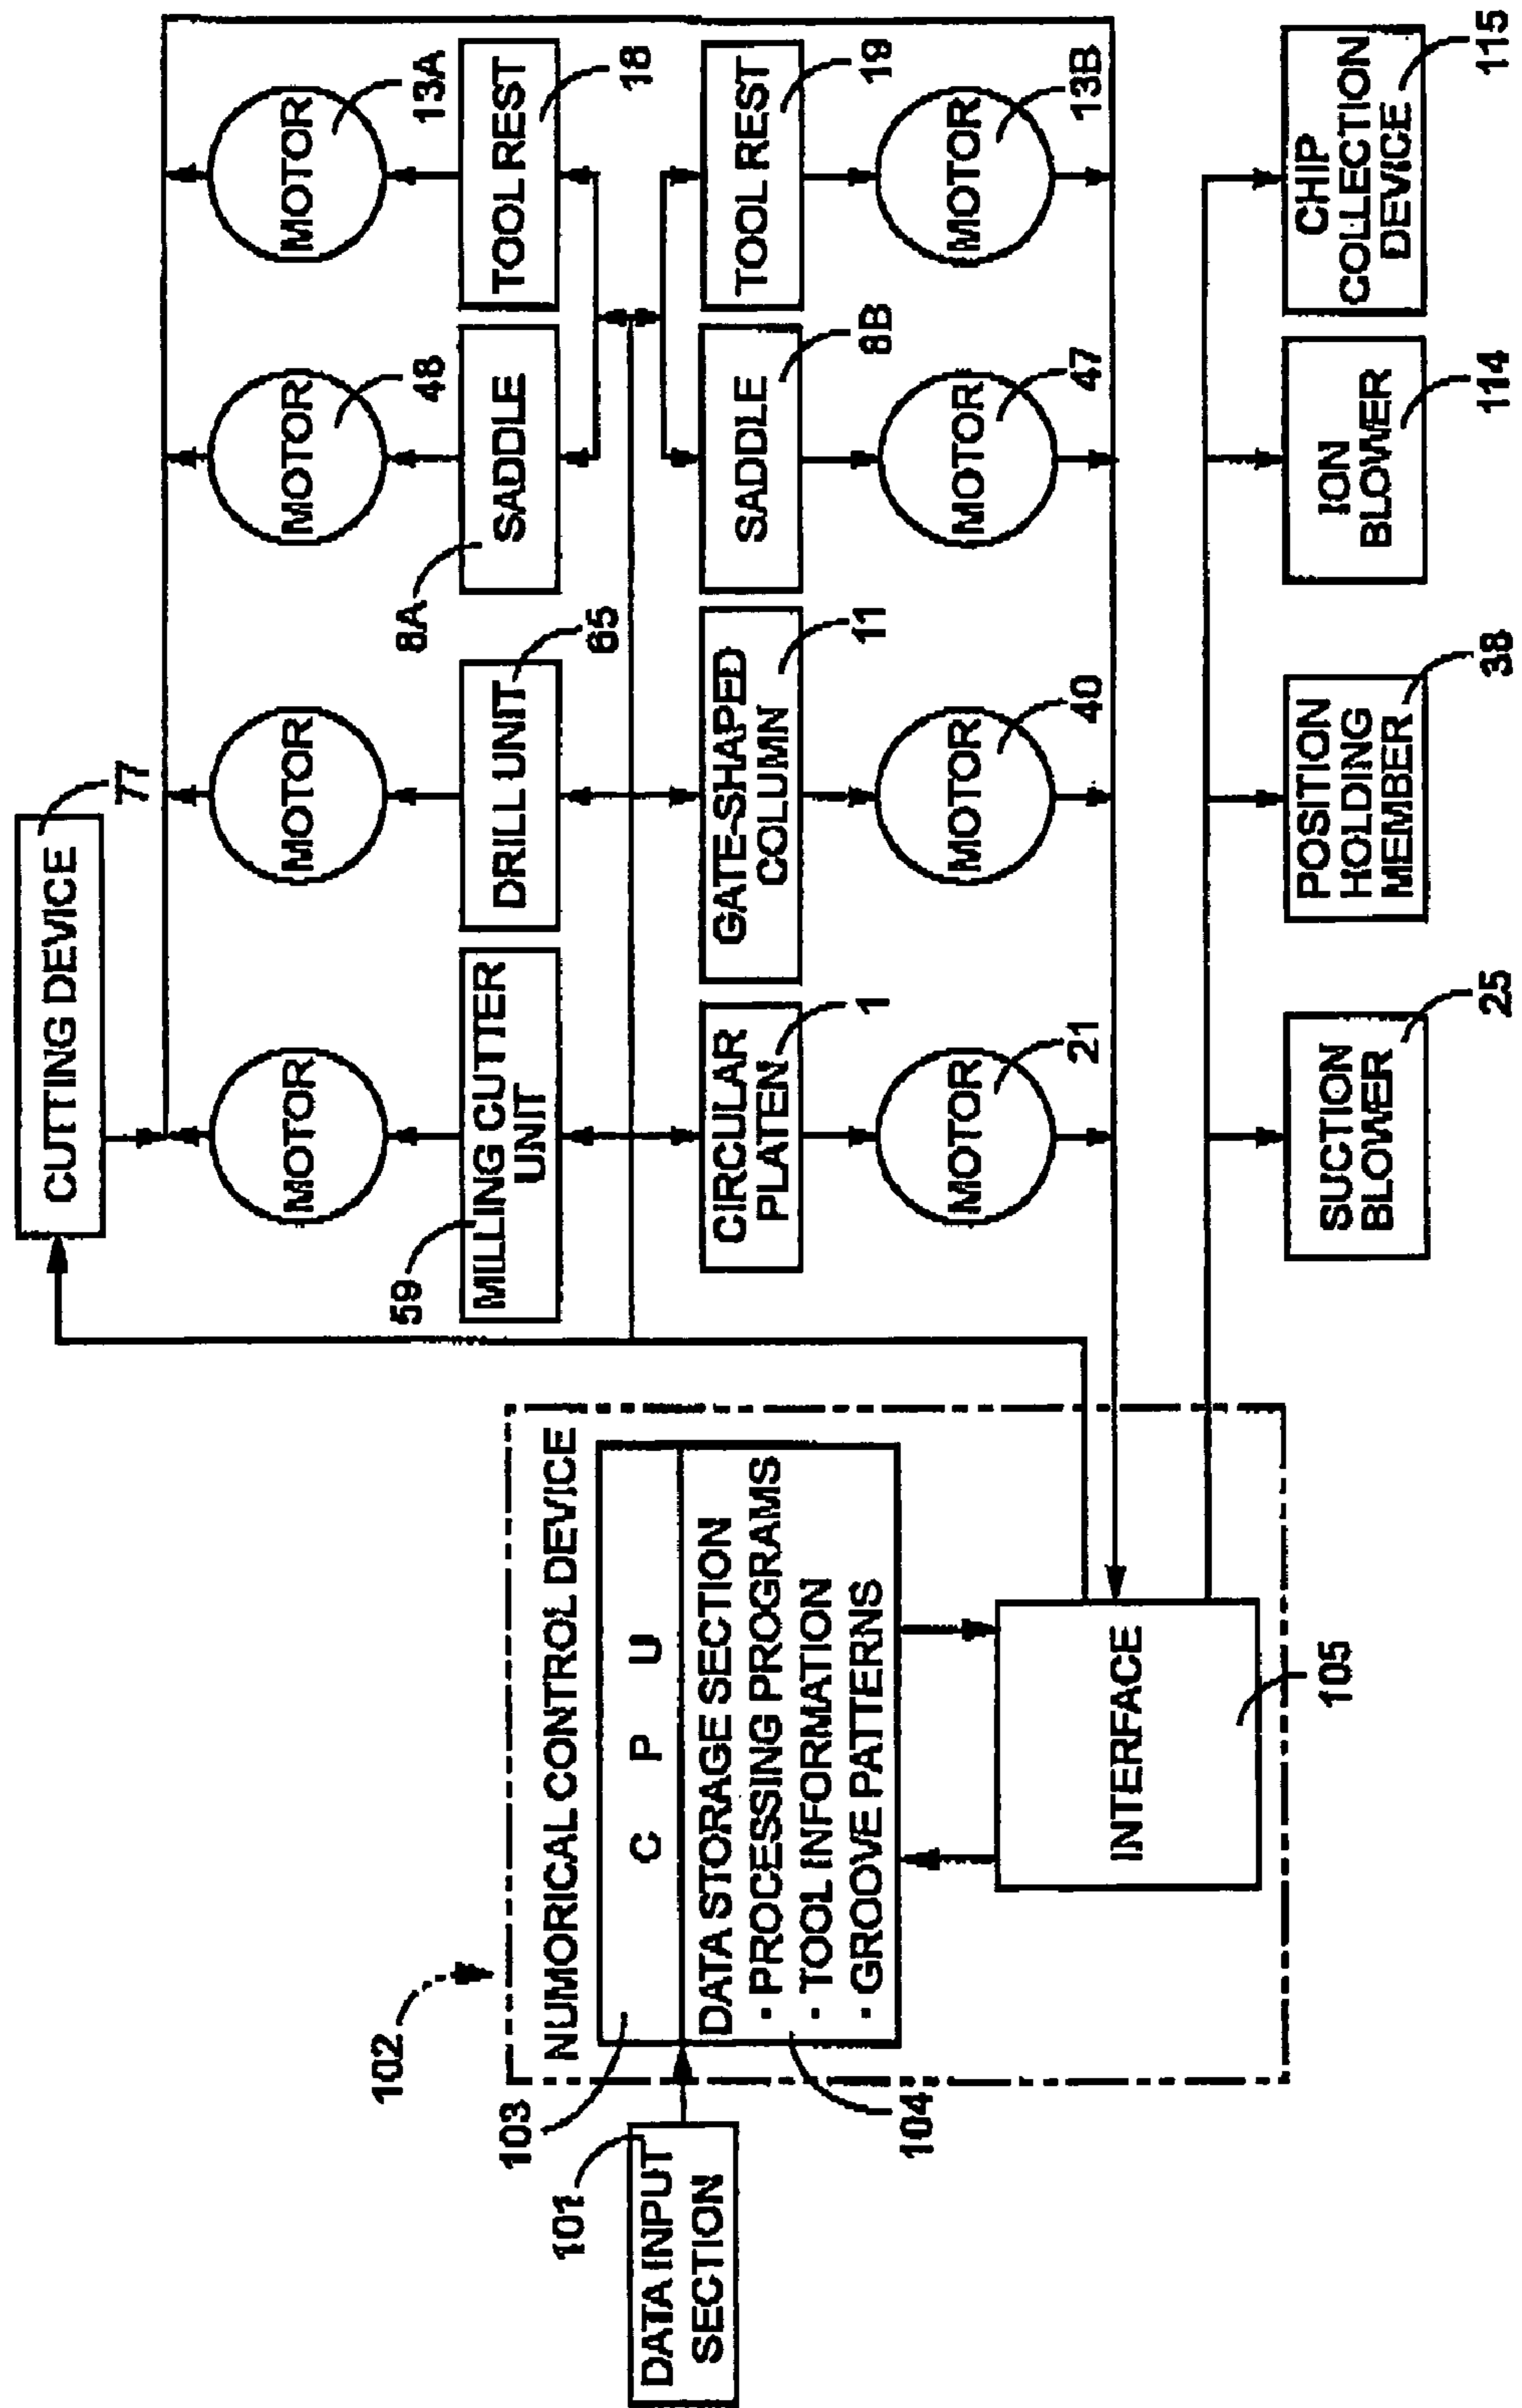 CUTTING DEVICE
77
MOTOR
MOTOR
MOTOR
48
MOTOR
13A
59
MILLING CUTTER
UNIT
DRILL UNIT
65
8A
SADDLE
TOOL REST
18
CIRCULAR
PLATEN
1
GATE-SHAPED
COLUMN
11
SADDLE
8B
TOOL REST
19
MOTOR
21
MOTOR
40
MOTOR
47
MOTOR
13B
102
NUMORICAL CONTROL DEVICE
103
C P U
101
DATA INPUT
SECTION
DATA STORAGE SECTION
· PROCESSING PROGRAMS
· TOOL INFORMATION
· GROOVE PATTERNS
104
INTERFACE
105
SUCTION
BLOWER
25
POSITION
HOLDING
MEMBER
38
ION
BLOWER
114
CHIP
COLLECTION
DEVICE
115